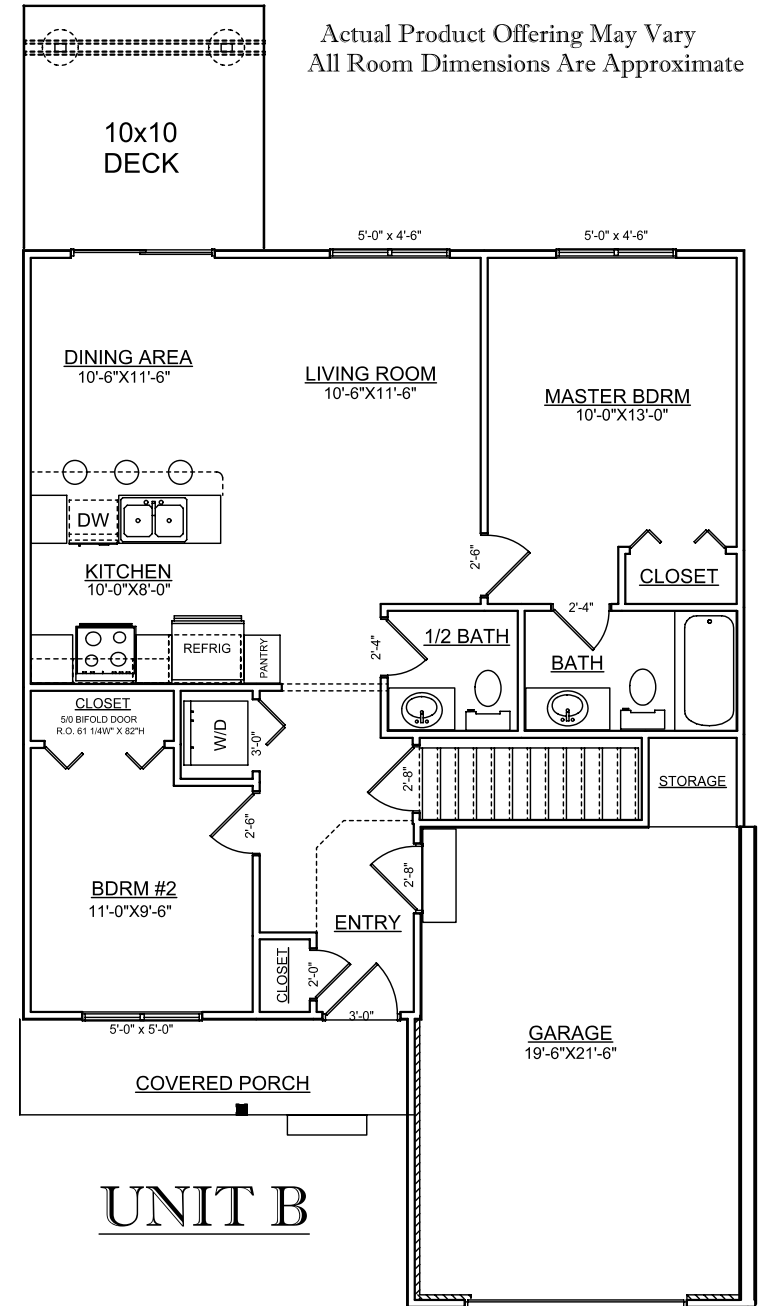 Actual Product Offering May Vary
All Room Dimensions Are Approximate
10x10
DECK
5'-0" x 4'-6"
5'-0" x 4'-6"
DINING AREA
10'-6"X11'-6"
LIVING ROOM
10'-6"X11'-6"
MASTER BDRM
10'-0"X13'-0"
DW
2'-6"
KITCHEN
10'-0"X8'-0"
CLOSET
2'-4"
2'-4"
1/2 BATH
BATH
REFRIG
PANTRY
CLOSET
5/0 BIFOLD DOOR
R.O. 61 1/4W" X 82"H
W/D
3'-0"
2'-8"
STORAGE
2'-6"
2'-8"
BDRM #2
11'-0"X9'-6"
ENTRY
CLOSET
2'-0"
3'-0"
5'-0" x 5'-0"
GARAGE
19'-6"X21'-6"
COVERED PORCH
UNIT B